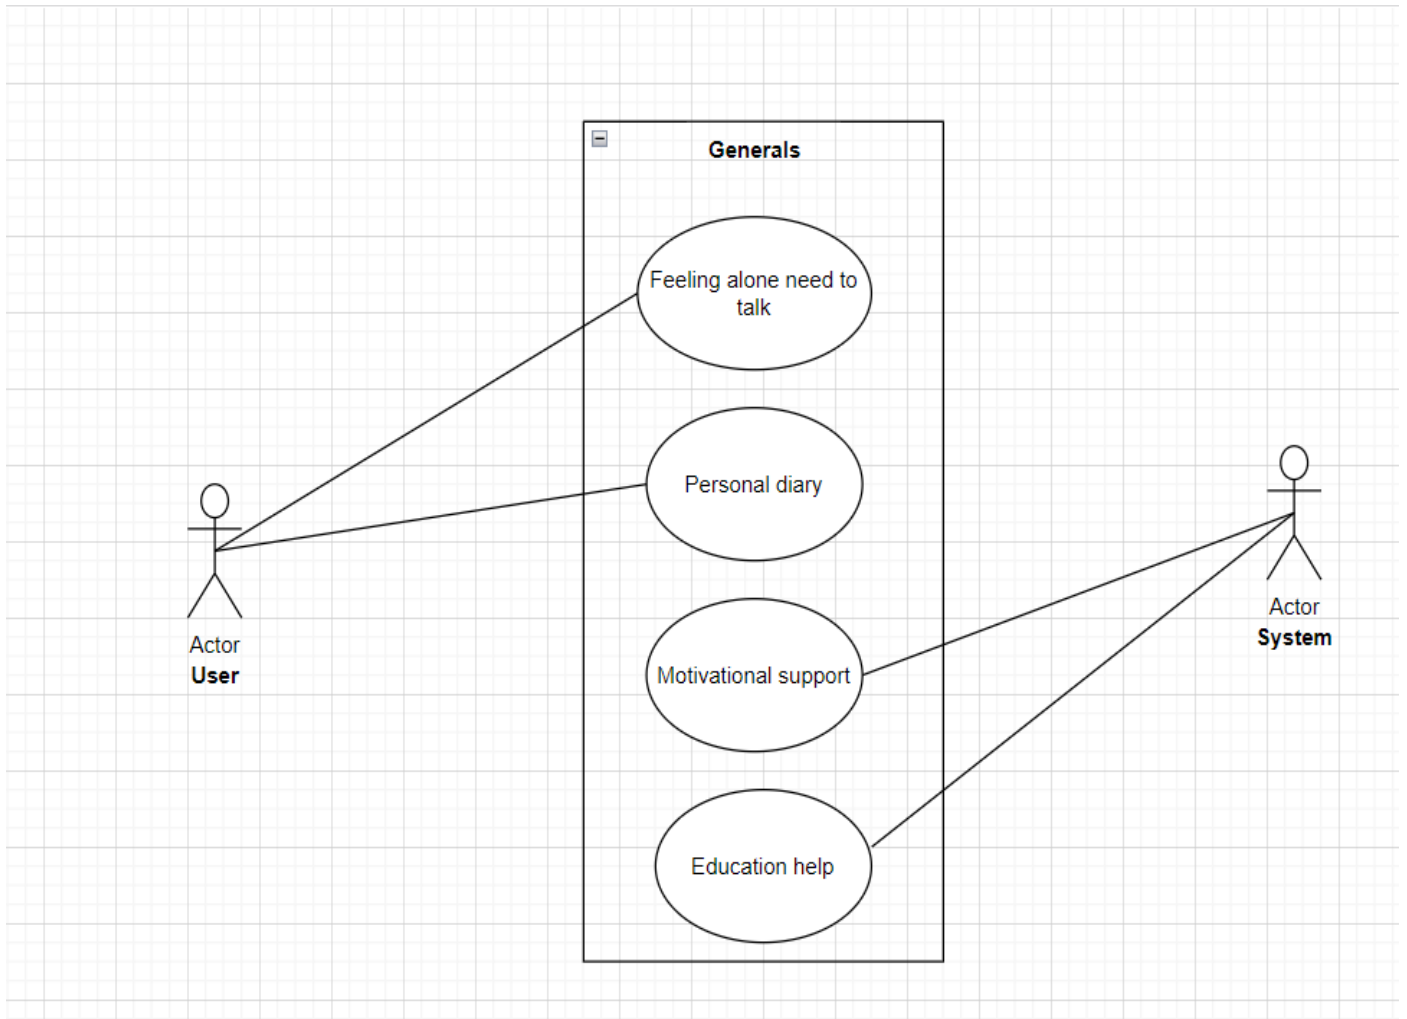 Generals
Feeling alone need to
talk
Personal diary
Actor
User
Actor
System
Motivational support
Education help